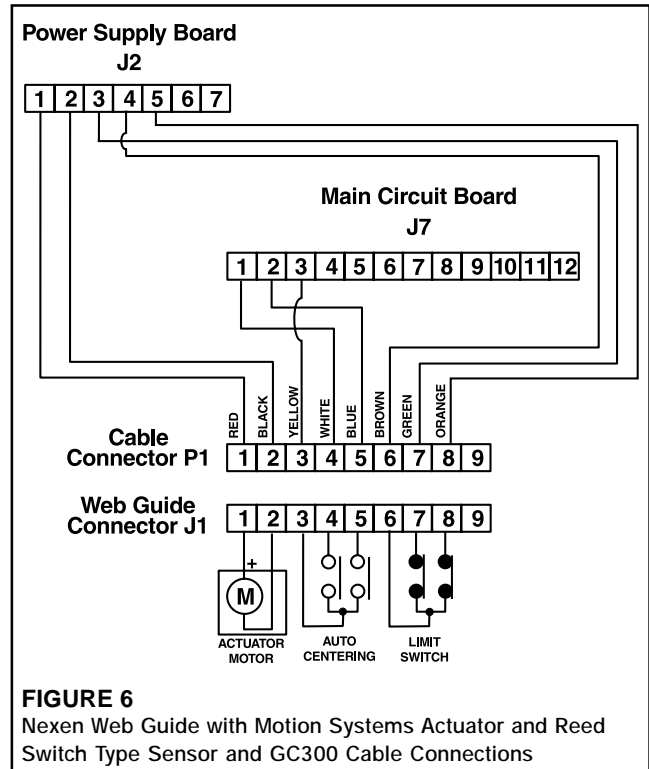 Power Supply Board
J2
1 2 3 4 5 6 7
Main Circuit Board
J7
1 2 3 4 5 6 7 8 9 10 11 12
RED BLACK YELLOW WHITE BLUE BROWN GREEN ORANGE
Cable
Connector P1
1 2 3 4 5 6 7 8 9
Web Guide
Connector J1
1 2 3 4 5 6 7 8 9
+
M
ACTUATOR
MOTOR
AUTO
CENTERING
LIMIT
SWITCH
FIGURE 6
Nexen Web Guide with Motion Systems Actuator and Reed
Switch Type Sensor and GC300 Cable Connections